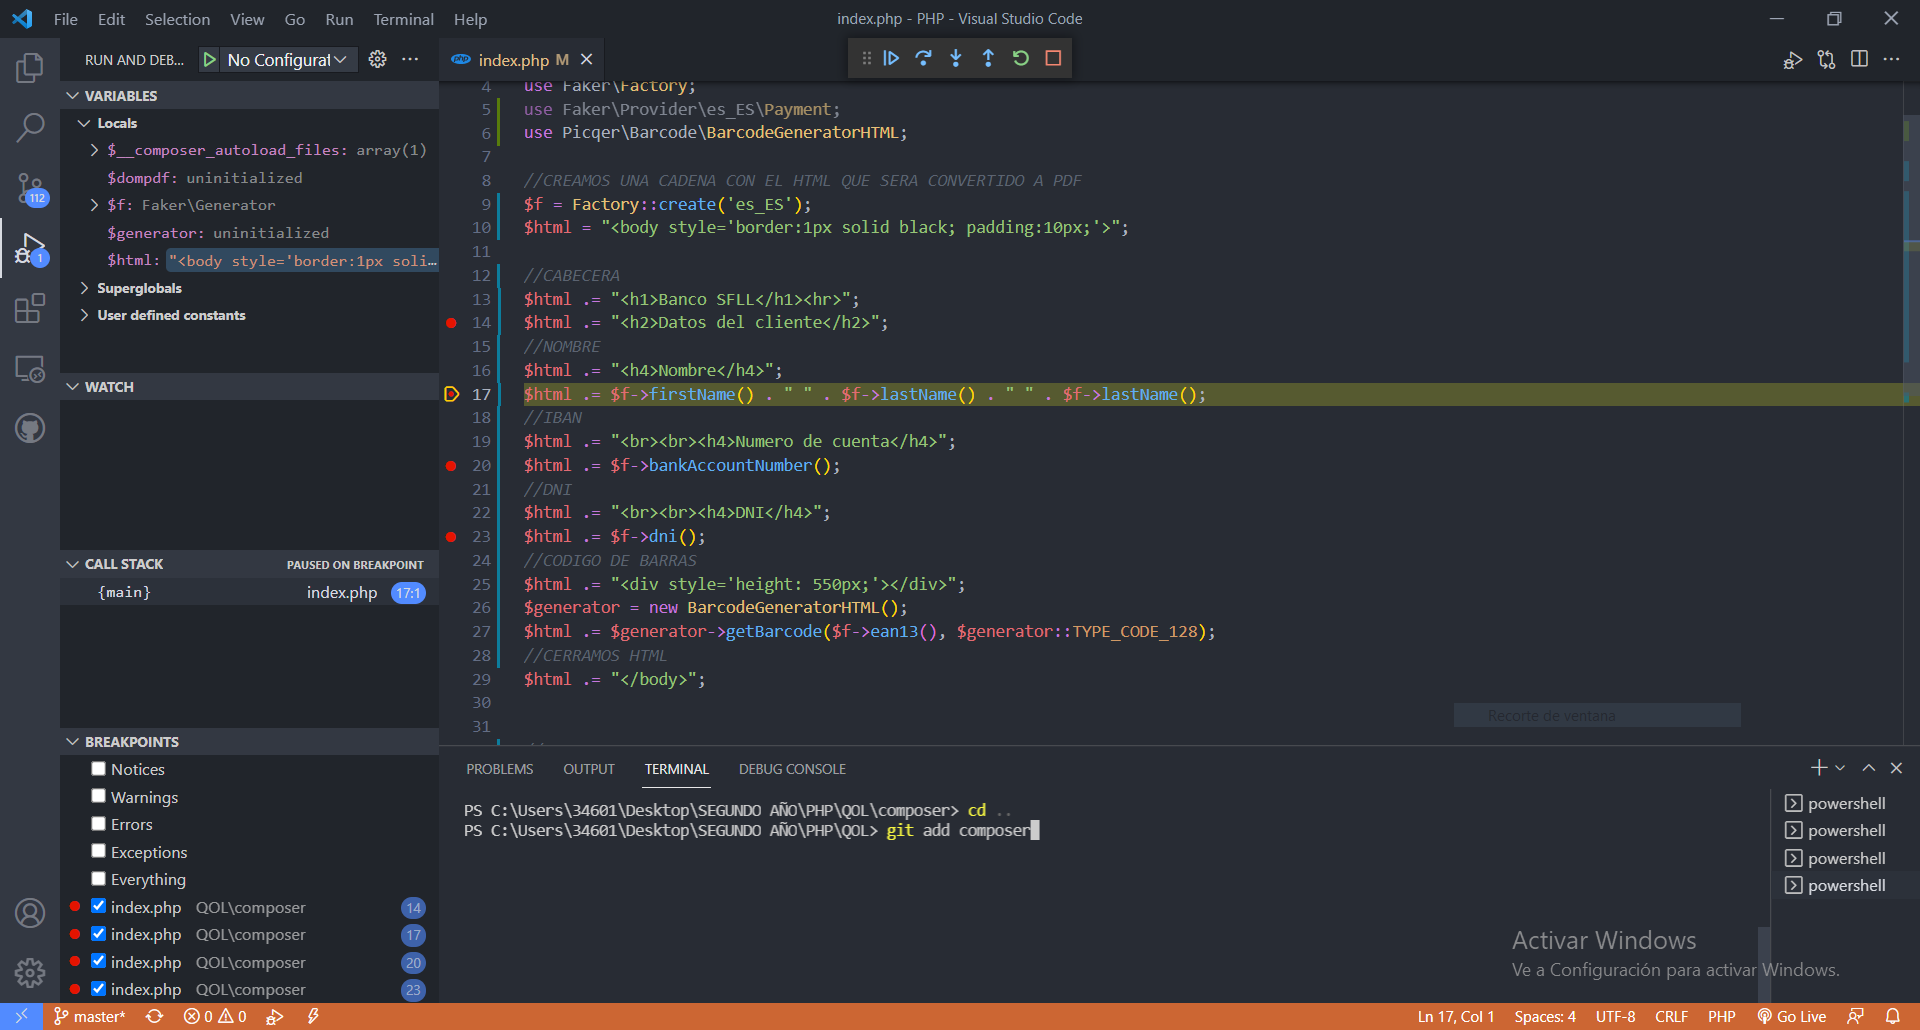 File Edit Selection View Go Run Terminal Help
index.php - PHP - Visual Studio Code
RUN AND DEB... No Configurat
index.php M
VARIABLES
Locals
$__composer_autoload_files: array(1)
$dompdf: uninitialized
$f: Faker\Generator
$generator: uninitialized
$html: "<body style='border:1px soli...
Superglobals
User defined constants
WATCH
CALL STACK PAUSED ON BREAKPOINT
{main} index.php 17:1
BREAKPOINTS
Notices
Warnings
Errors
Exceptions
Everything
index.php QOL\composer 14
index.php QOL\composer 17
index.php QOL\composer 20
index.php QOL\composer 23
112
1
4 use Faker\Factory;
5 use Faker\Provider\es_ES\Payment;
6 use Picqer\Barcode\BarcodeGeneratorHTML;
7
8 //CREAMOS UNA CADENA CON EL HTML QUE SERA CONVERTIDO A PDF
9 $f = Factory::create('es_ES');
10 $html = "<body style='border:1px solid black; padding:10px;'>";
11
12 //CABECERA
13 $html .= "<h1>Banco SFLL</h1><hr>";
14 $html .= "<h2>Datos del cliente</h2>";
15 //NOMBRE
16 $html .= "<h4>Nombre</h4>";
17 $html .= $f->firstName() . " " . $f->lastName() . " " . $f->lastName();
18 //IBAN
19 $html .= "<br><br><h4>Numero de cuenta</h4>";
20 $html .= $f->bankAccountNumber();
21 //DNI
22 $html .= "<br><br><h4>DNI</h4>";
23 $html .= $f->dni();
24 //CODIGO DE BARRAS
25 $html .= "<div style='height: 550px;'></div>";
26 $generator = new BarcodeGeneratorHTML();
27 $html .= $generator->getBarcode($f->ean13(), $generator::TYPE_CODE_128);
28 //CERRAMOS HTML
29 $html .= "</body>";
30
31
Recorte de ventana
PROBLEMS OUTPUT TERMINAL DEBUG CONSOLE
PS C:\Users\34601\Desktop\SEGUNDO AÑO\PHP\QOL\composer> cd ..
PS C:\Users\34601\Desktop\SEGUNDO AÑO\PHP\QOL> git add composer
powershell
powershell
powershell
powershell
Activar Windows
Ve a Configuración para activar Windows.
master* 0 0 Ln 17, Col 1 Spaces: 4 UTF-8 CRLF PHP Go Live